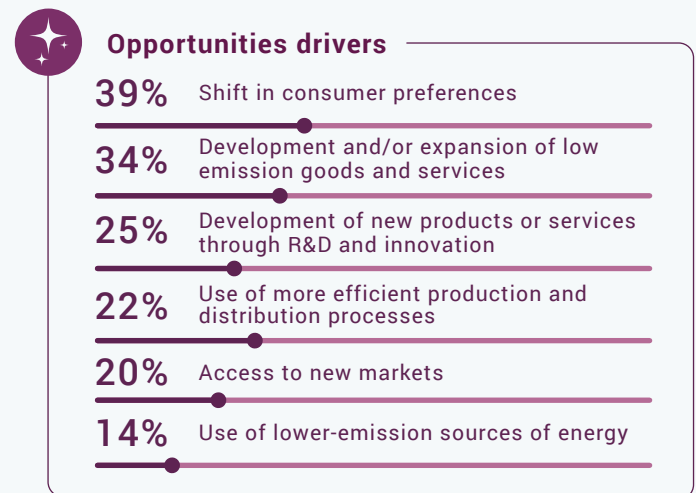 Opportunities drivers
39% Shift in consumer preferences
34% Development and/or expansion of low
emission goods and services
25% Development of new products or services
through R&D and innovation
22% Use of more efficient production and
distribution processes
20% Access to new markets
14% Use of lower-emission sources of energy